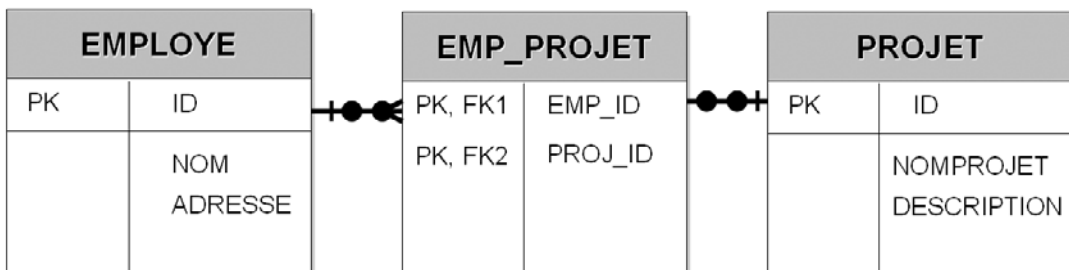 EMPLOYE
PK ID
NOM
ADRESSE
EMP_PROJET
PK, FK1 EMP_ID
PK, FK2 PROJ_ID
PROJET
PK ID
NOMPROJET
DESCRIPTION